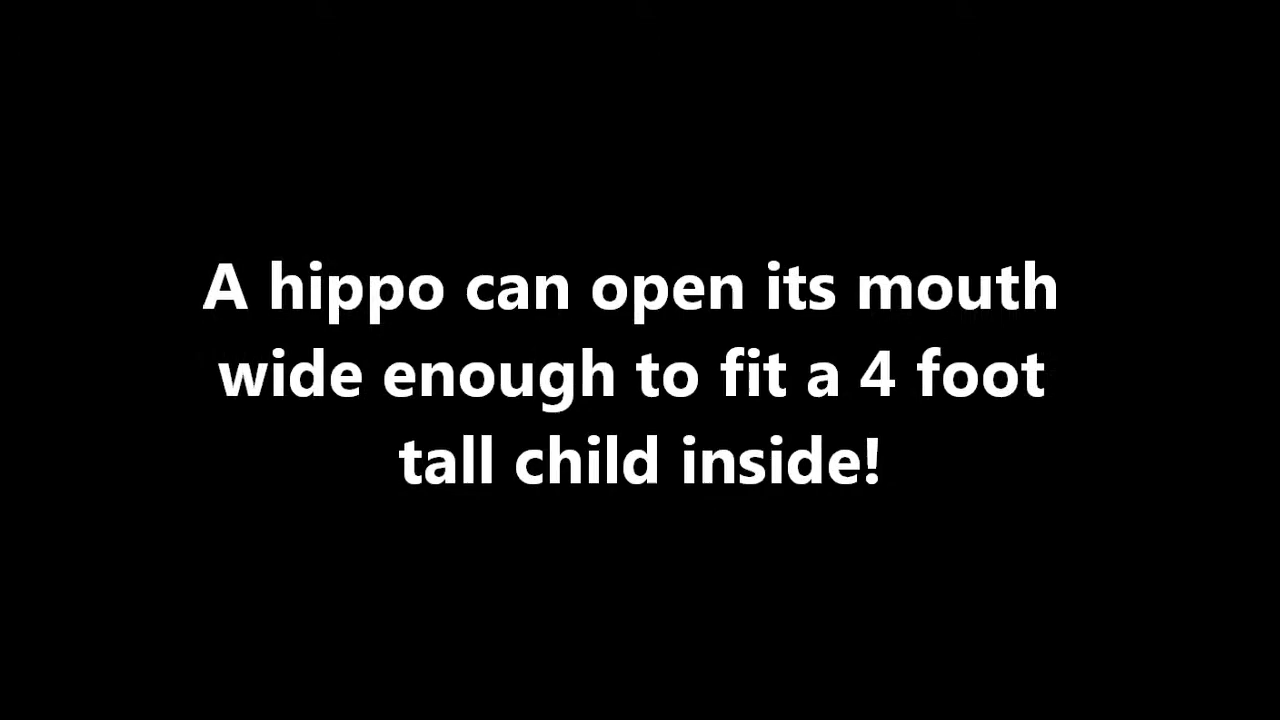 A hippo can open its mouth
wide enough to fit a 4 foot
tall child inside!